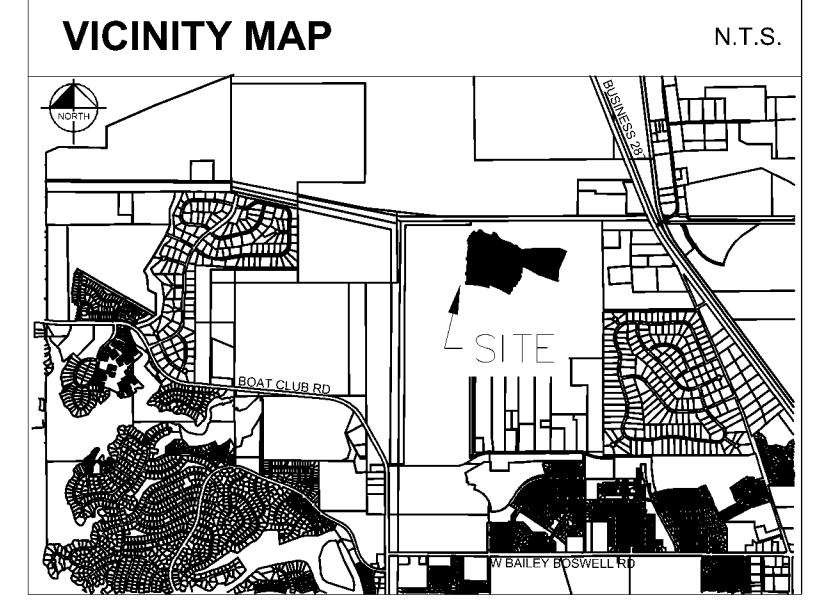 VICINITY MAP
N.T.S.
NORTH
BUSINESS 28
SITE
BOAT CLUB RD
W BAILEY BOSWELL RD